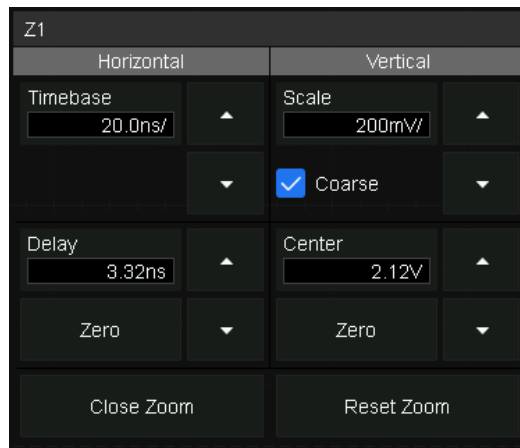 Z1
Horizontal Vertical
Timebase Scale
20.0ns/ 200mV/
Coarse
Delay Center
3.32ns 2.12V
Zero Zero
Close Zoom Reset Zoom